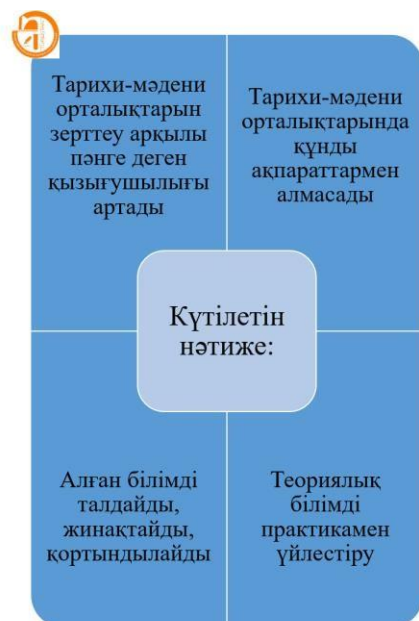 Тарихи-мәдени
орталықтарын
зерттеу арқылы
пәнге деген
қызығушылығы
артады
Тарихи-мәдени
орталықтарында
құнды
ақпараттармен
алмасады
Күтілетін
нәтиже:
Алған білімді
талдайды,
жинақтайды,
қортындылайды
Теориялық
білімді
практикамен
үйлестіру